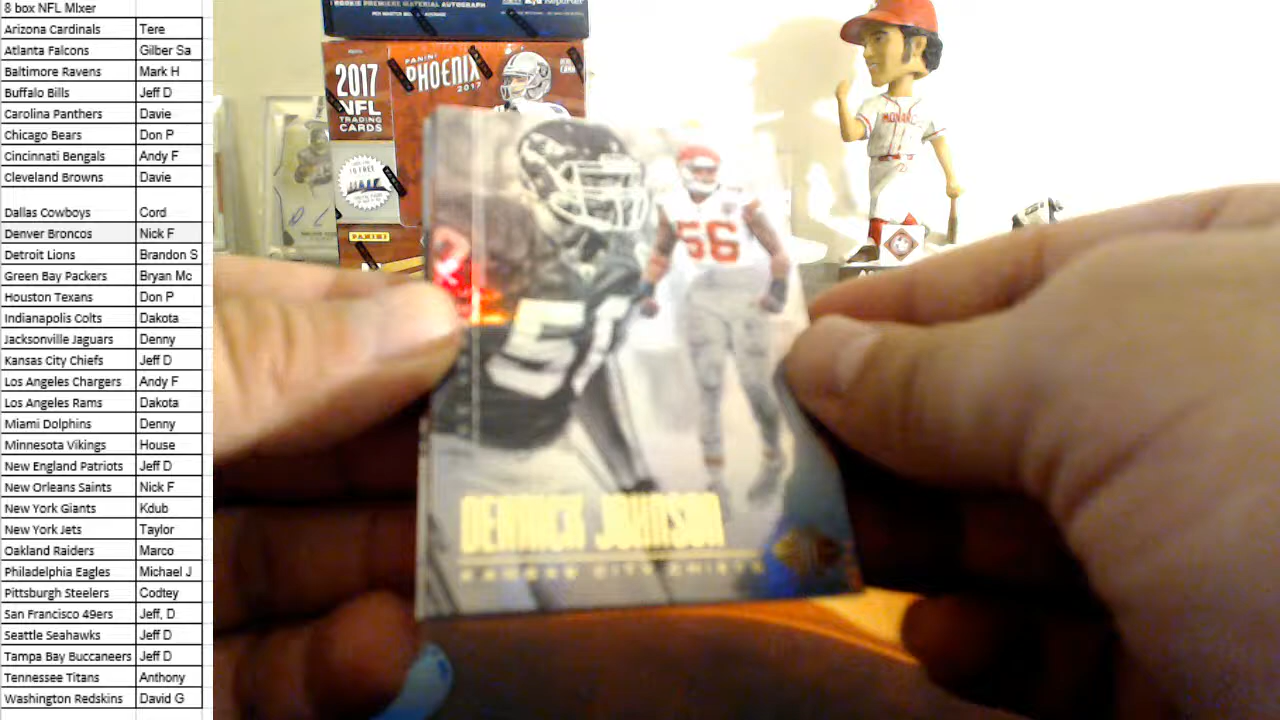 8 box NFL MIxer
Arizona Cardinals Tere
Atlanta Falcons Gilber Sa
Baltimore Ravens Mark H
Buffalo Bills Jeff D
Carolina Panthers Davie
Chicago Bears Don P
Cincinnati Bengals Andy F
Cleveland Browns Davie
Dallas Cowboys Cord
Denver Broncos Nick F
Detroit Lions Brandon S
Green Bay Packers Bryan Mc
Houston Texans Don P
Indianapolis Colts Dakota
Jacksonville Jaguars Denny
Kansas City Chiefs Jeff D
Los Angeles Chargers Andy F
Los Angeles Rams Dakota
Miami Dolphins Denny
Minnesota Vikings House
New England Patriots Jeff D
New Orleans Saints Nick F
New York Giants Kdub
New York Jets Taylor
Oakland Raiders Marco
Philadelphia Eagles Michael J
Pittsburgh Steelers Codtey
San Francisco 49ers Jeff, D
Seattle Seahawks Jeff D
Tampa Bay Buccaneers Jeff D
Tennessee Titans Anthony
Washington Redskins David G
2017
NFL
TRADING
CARDS
PANINI
PHOENIX
2017
PANINI
MONARC
56
DERRICK JOHNSON
KANSAS CITY CHIEFS